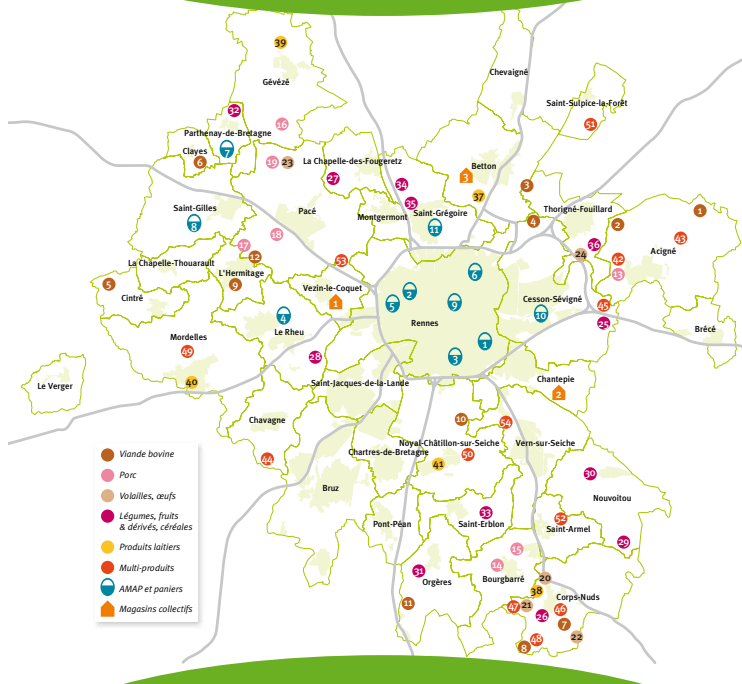 39
Gévézé
Chevaigné
Saint-Sulpice-la-Forêt
32
16
51
Parthenay-de-Bretagne
7
Clayes
6
19
23
La Chapelle-des-Fougeretz
Betton
3
27
34
3
37
35
Thorigné-Fouillard
Saint-Gilles
8
Pacé
Montgermont
Saint-Grégoire
11
4
2
1
18
17
36
43
Acigné
12
53
24
42
13
La Chapelle-Thouarault
L'Hermitage
9
6
5
Cintré
Vezin-le-Coquet
1
2
5
9
Cesson-Sévigné
10
45
25
4
Le Rheu
Rennes
Brécé
Mordelles
49
28
1
3
40
Le Verger
Saint-Jacques-de-la-Lande
Chantepie
2
Chavagne
10
54
Noyal-Châtillon-sur-Seiche
Vern-sur-Seiche
Chartres-de-Bretagne
50
44
41
Bruz
30
Nouvoitou
33
Pont-Péan
Saint-Erblon
52
Saint-Armel
29
15
14
31
Orgères
Bourgbarré
20
38
Corps-Nuds
11
47
21
46
26
7
22
48
8
Viande bovine
Porc
Volailles, œufs
Légumes, fruits
& dérivés, céréales
Produits laitiers
Multi-produits
AMAP et paniers
Magasins collectifs